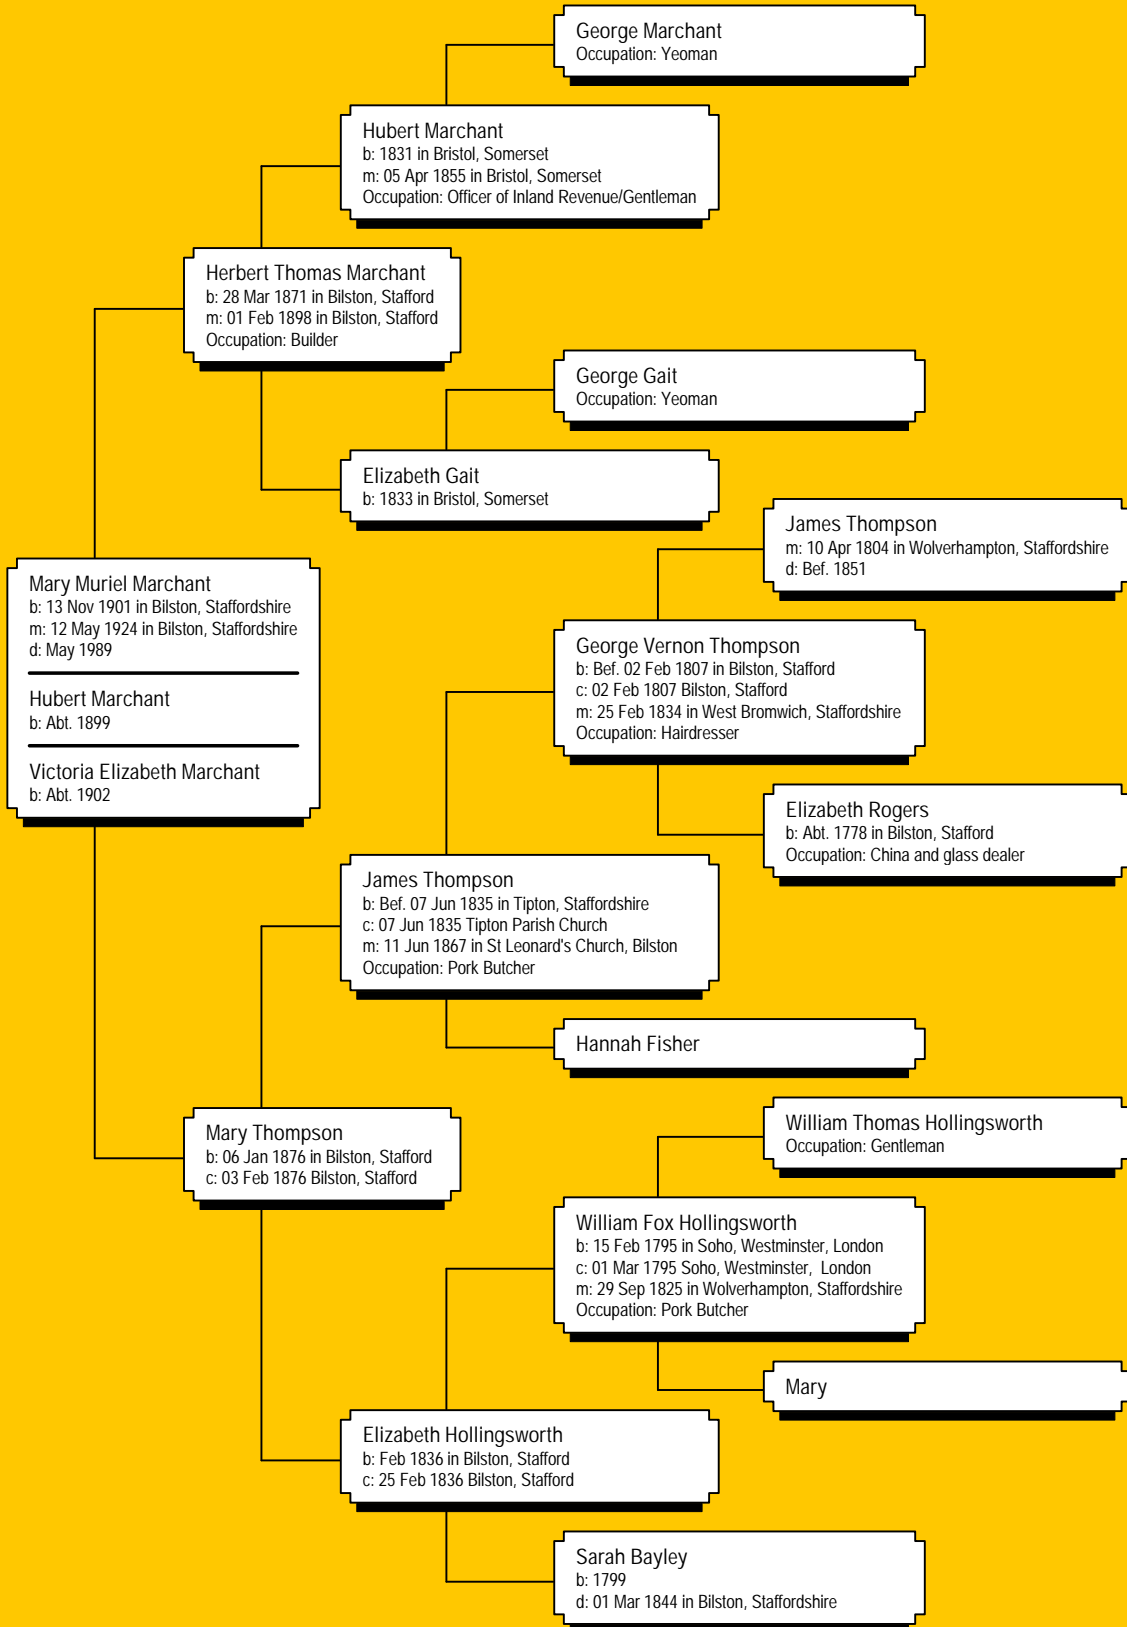 George Marchant
Occupation: Yeoman
Hubert Marchant
b: 1831 in Bristol, Somerset
m: 05 Apr 1855 in Bristol, Somerset
Occupation: Officer of Inland Revenue/Gentleman
Herbert Thomas Marchant
b: 28 Mar 1871 in Bilston, Stafford
m: 01 Feb 1898 in Bilston, Stafford
Occupation: Builder
George Gait
Occupation: Yeoman
Elizabeth Gait
b: 1833 in Bristol, Somerset
James Thompson
m: 10 Apr 1804 in Wolverhampton, Staffordshire
d: Bef. 1851
Mary Muriel Marchant
b: 13 Nov 1901 in Bilston, Staffordshire
m: 12 May 1924 in Bilston, Staffordshire
d: May 1989
Hubert Marchant
b: Abt. 1899
Victoria Elizabeth Marchant
b: Abt. 1902
George Vernon Thompson
b: Bef. 02 Feb 1807 in Bilston, Stafford
c: 02 Feb 1807 Bilston, Stafford
m: 25 Feb 1834 in West Bromwich, Staffordshire
Occupation: Hairdresser
Elizabeth Rogers
b: Abt. 1778 in Bilston, Stafford
Occupation: China and glass dealer
James Thompson
b: Bef. 07 Jun 1835 in Tipton, Staffordshire
c: 07 Jun 1835 Tipton Parish Church
m: 11 Jun 1867 in St Leonard's Church, Bilston
Occupation: Pork Butcher
Hannah Fisher
Mary Thompson
b: 06 Jan 1876 in Bilston, Stafford
c: 03 Feb 1876 Bilston, Stafford
William Thomas Hollingsworth
Occupation: Gentleman
William Fox Hollingsworth
b: 15 Feb 1795 in Soho, Westminster, London
c: 01 Mar 1795 Soho, Westminster, London
m: 29 Sep 1825 in Wolverhampton, Staffordshire
Occupation: Pork Butcher
Mary
Elizabeth Hollingsworth
b: Feb 1836 in Bilston, Stafford
c: 25 Feb 1836 Bilston, Stafford
Sarah Bayley
b: 1799
d: 01 Mar 1844 in Bilston, Staffordshire